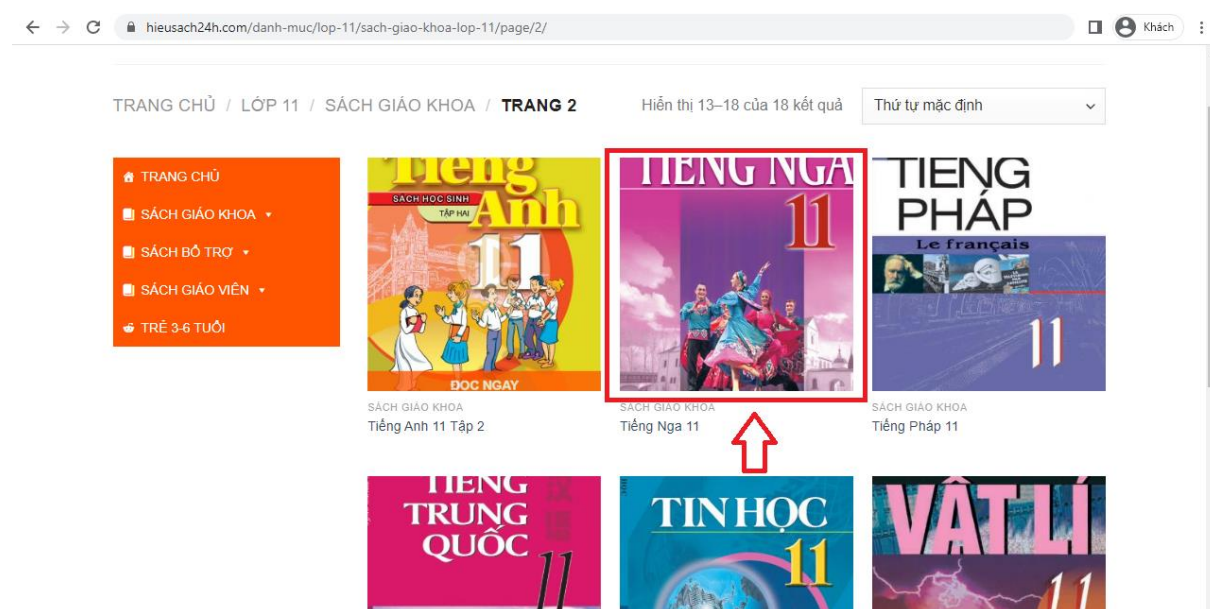 hieusach24h.com/danh-muc/lop-11/sach-giao-khoa-lop-11/page/2/
Khách
TRANG CHỦ / LỚP 11 / SÁCH GIÁO KHOA / TRANG 2
Hiển thị 13–18 của 18 kết quả
Thứ tự mặc định
TRANG CHỦ
SÁCH GIÁO KHOA
SÁCH BỔ TRỢ
SÁCH GIÁO VIÊN
TRẺ 3-6 TUỔI
Tiếng
SÁCH HỌC SINH
TẬP HAI
Anh
11
ĐỌC NGAY
SÁCH GIÁO KHOA
Tiếng Anh 11 Tập 2
TIẾNG NGA
11
SÁCH GIÁO KHOA
Tiếng Nga 11
TIẾNG
PHÁP
Le français
11
SÁCH GIÁO KHOA
Tiếng Pháp 11
TIẾNG
TRUNG
QUỐC
11
TIN HỌC
11
VẬT LÍ
11